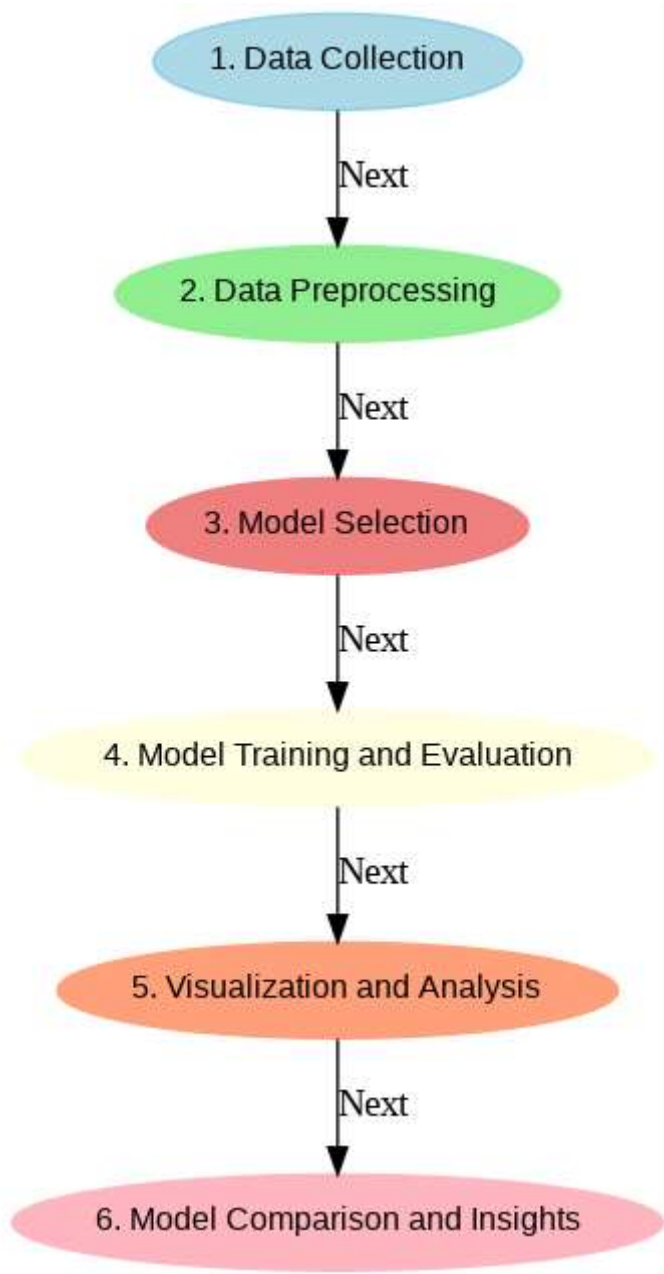 1. Data Collection
Next
2. Data Preprocessing
Next
3. Model Selection
Next
4. Model Training and Evaluation
Next
5. Visualization and Analysis
Next
6. Model Comparison and Insights